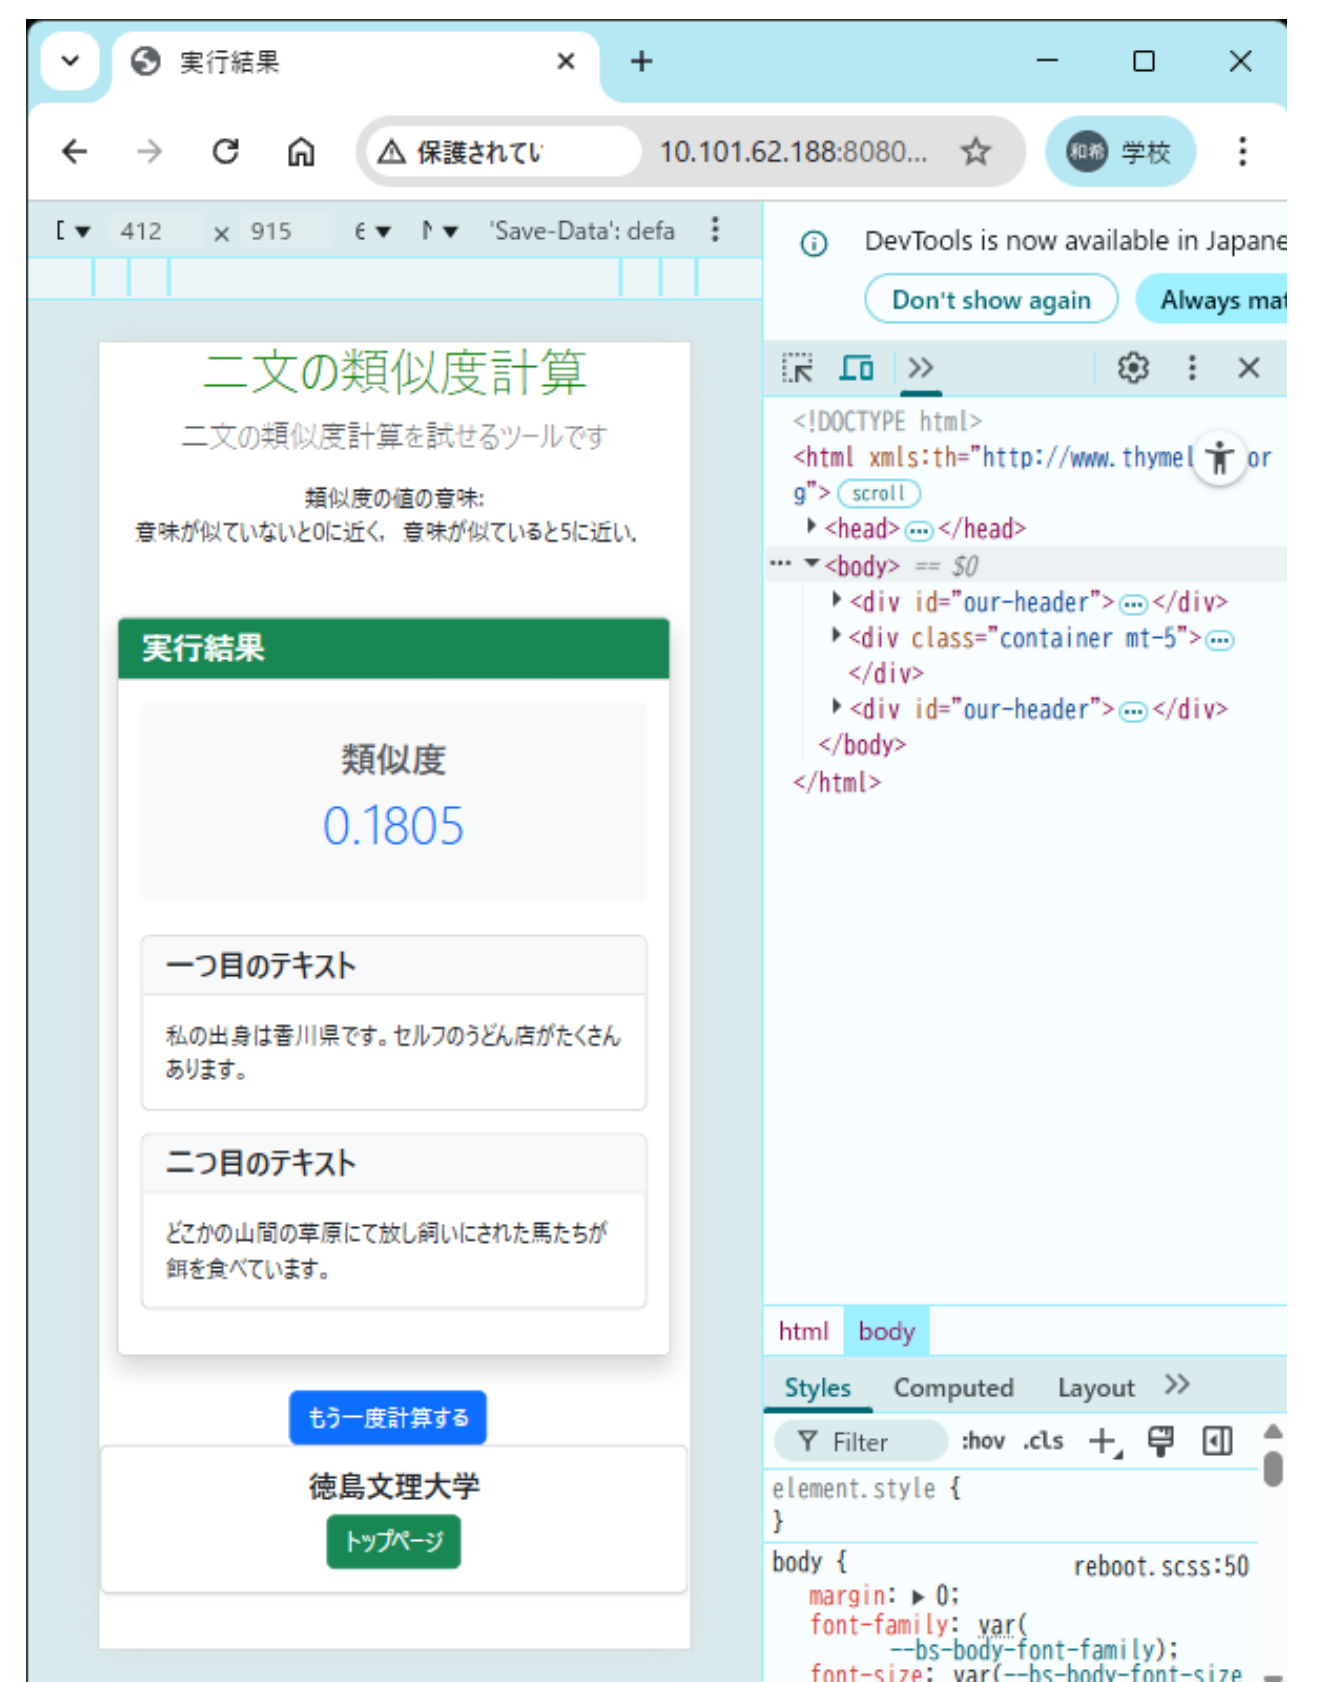 実行結果
保護されてい
10.101.62.188:8080...
和希 学校
412 × 915
'Save-Data': defa
DevTools is now available in Japane
Don't show again
Always mat
二文の類似度計算
二文の類似度計算を試せるツールです
類似度の値の意味:
意味が似ていないと0に近く，意味が似ていると5に近い．
実行結果
類似度
0.1805
一つ目のテキスト
私の出身は香川県です。セルフのうどん店がたくさん
あります。
二つ目のテキスト
どこかの山間の草原にて放し飼いにされた馬たちが
餌を食べています。
もう一度計算する
徳島文理大学
トップページ
<!DOCTYPE html>
<html xmlns:th="http://www.thymel or
g"> scroll
<head> … </head>
… <body> == $0
<div id="our-header"> … </div>
<div class="container mt-5"> …
</div>
<div id="our-header"> … </div>
</body>
</html>
html body
Styles Computed Layout
Filter :hov .cls
element.style {
}
body { reboot.scss:50
margin: ▶ 0;
font-family: var(
--bs-body-font-family);
font-size: var(--bs-body-font-size